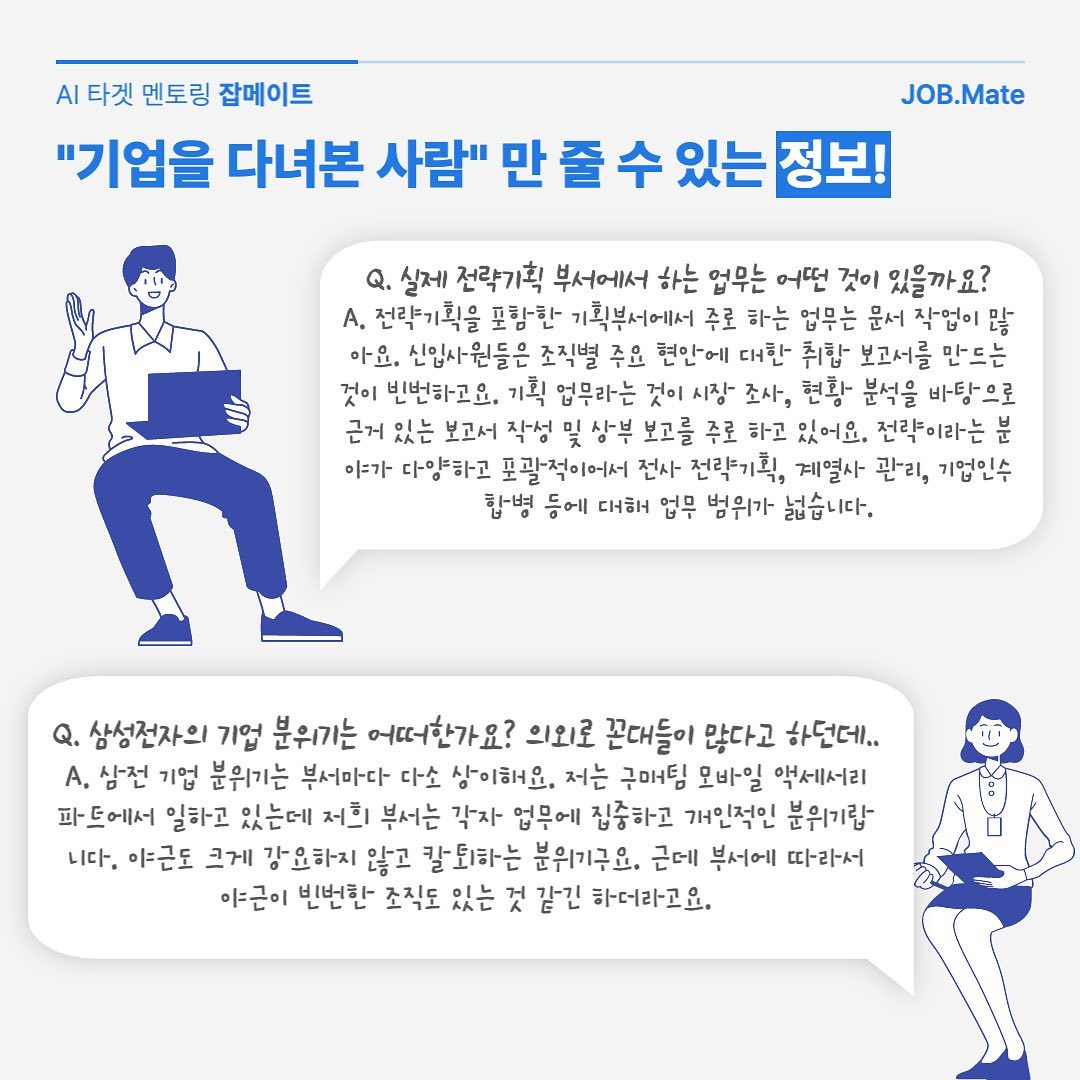 AI 타겟 멘토링 잡메이트
JOB.Mate
"기업을 다녀본 사람" 만 줄 수 있는 정보!
Q. 실제 전략기획 부서에서 하는 업무는 어떤 것이 있을까요?
A. 전략기획을 포함한 기획부서에서 주로 하는 업무는 문서 작업이 많
아요. 신입사원들은 조직별 주요 현안에 대한 취합 보고서를 만드는
것이 빈번하고요. 기획 업무라는 것이 시장 조사, 현황 분석을 바탕으로
근거 있는 보고서 작성 및 상부 보고를 주로 하고 있어요. 전략이라는 분
야가 다양하고 포괄적이어서 전사 전략기획, 계열사 관리, 기업인수
합병 등에 대해 업무 범위가 넓습니다.
Q. 삼성전자의 기업 분위기는 어떠한가요? 의외로 꼰대들이 많다고 하던데..
A. 삼전 기업 분위기는 부서마다 다소 상이해요. 저는 구매팀 모바일 액세서리
파트에서 일하고 있는데 저희 부서는 각자 업무에 집중하고 개인적인 분위기랍
니다. 야근도 크게 강요하지 않고 칼퇴하는 분위기구요. 근데 부서에 따라서
야근이 빈번한 조직도 있는 것 같긴 하더라고요.